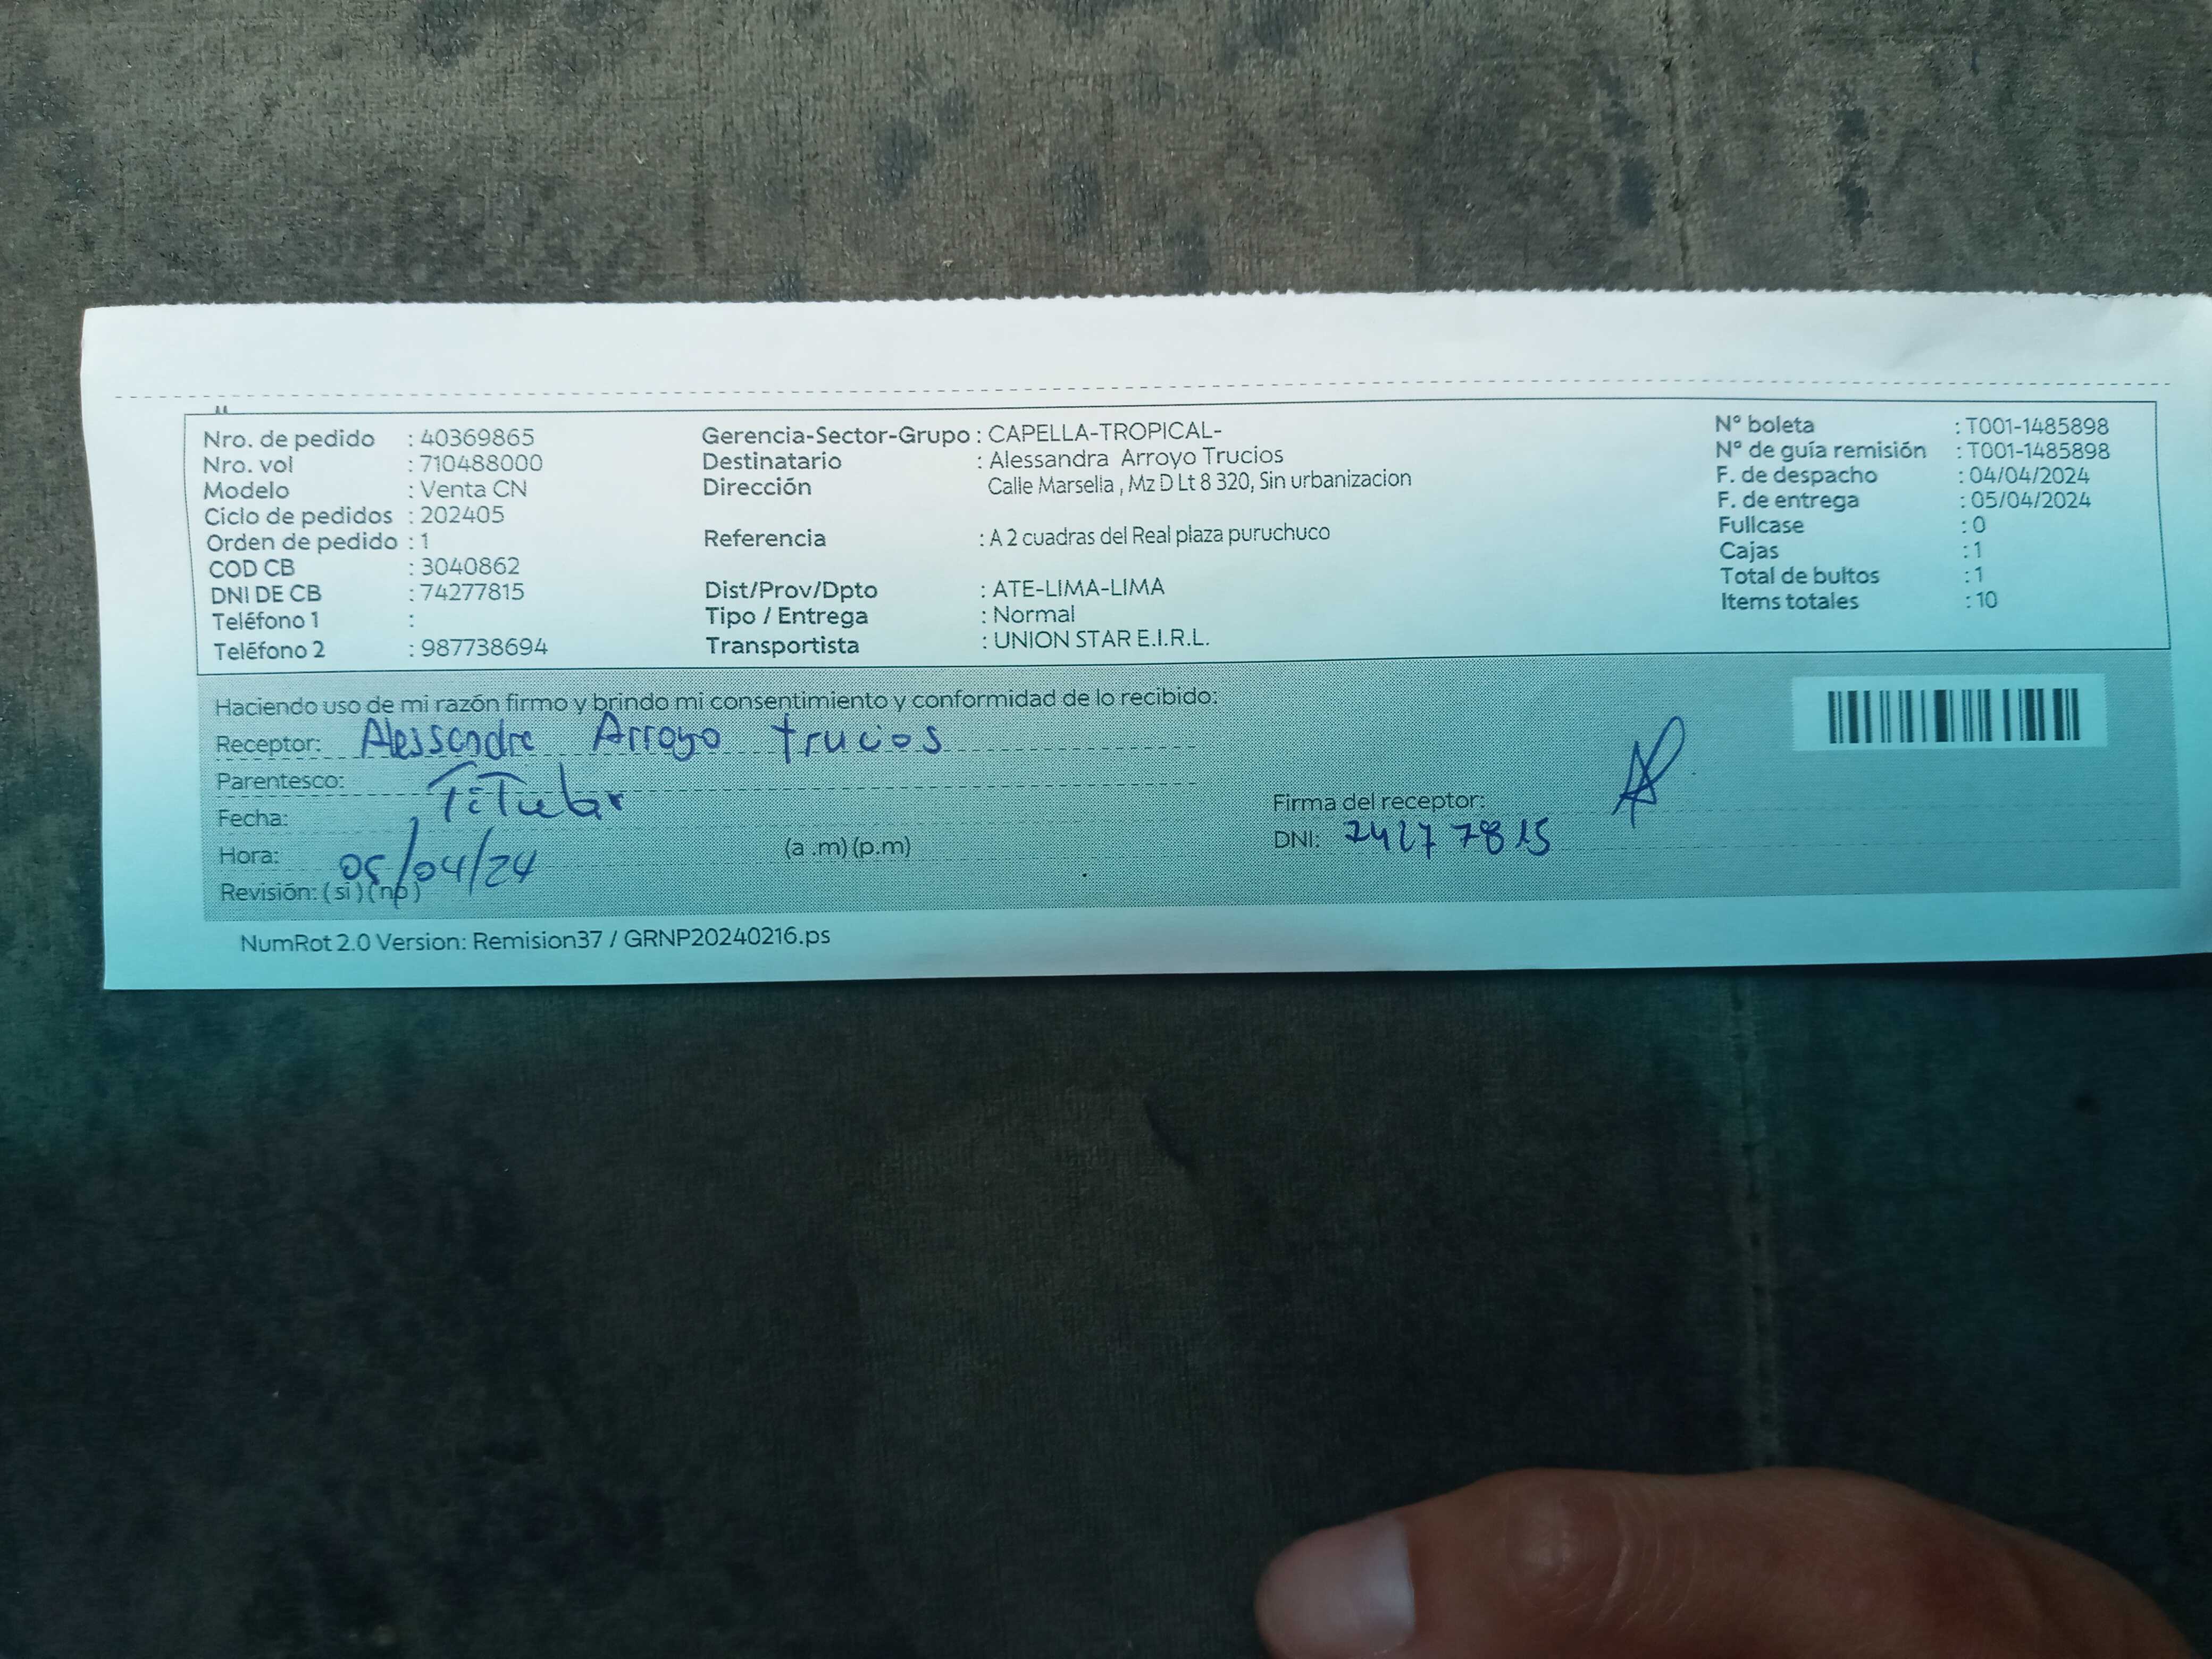 Nro. de pedido : 40369865
Nro. vol : 710488000
Modelo : Venta CN
Ciclo de pedidos : 202405
Orden de pedido : 1
COD CB : 3040862
DNI DE CB : 74277815
Teléfono 1 :
Teléfono 2 : 987738694
Gerencia-Sector-Grupo : CAPELLA-TROPICAL-
Destinatario : Alessandra Arroyo Trucios
Dirección Calle Marsella , Mz D Lt 8 320, Sin urbanizacion
Referencia : A 2 cuadras del Real plaza puruchuco
Dist/Prov/Dpto : ATE-LIMA-LIMA
Tipo / Entrega : Normal
Transportista : UNION STAR E.I.R.L.
N° boleta : T001-1485898
N° de guía remisión : T001-1485898
F. de despacho : 04/04/2024
F. de entrega : 05/04/2024
Fullcase : 0
Cajas : 1
Total de bultos : 1
Items totales : 10
Haciendo uso de mi razón firmo y brindo mi consentimiento y conformidad de lo recibido:
Receptor: Alessandra Arroyo trucios
Parentesco: Titular
Fecha:
Hora: 05/04/24 (a .m) (p.m)
Revisión: ( si ) ( no )
Firma del receptor:
DNI: 74277815
NumRot 2.0 Version: Remision37 / GRNP20240216.ps